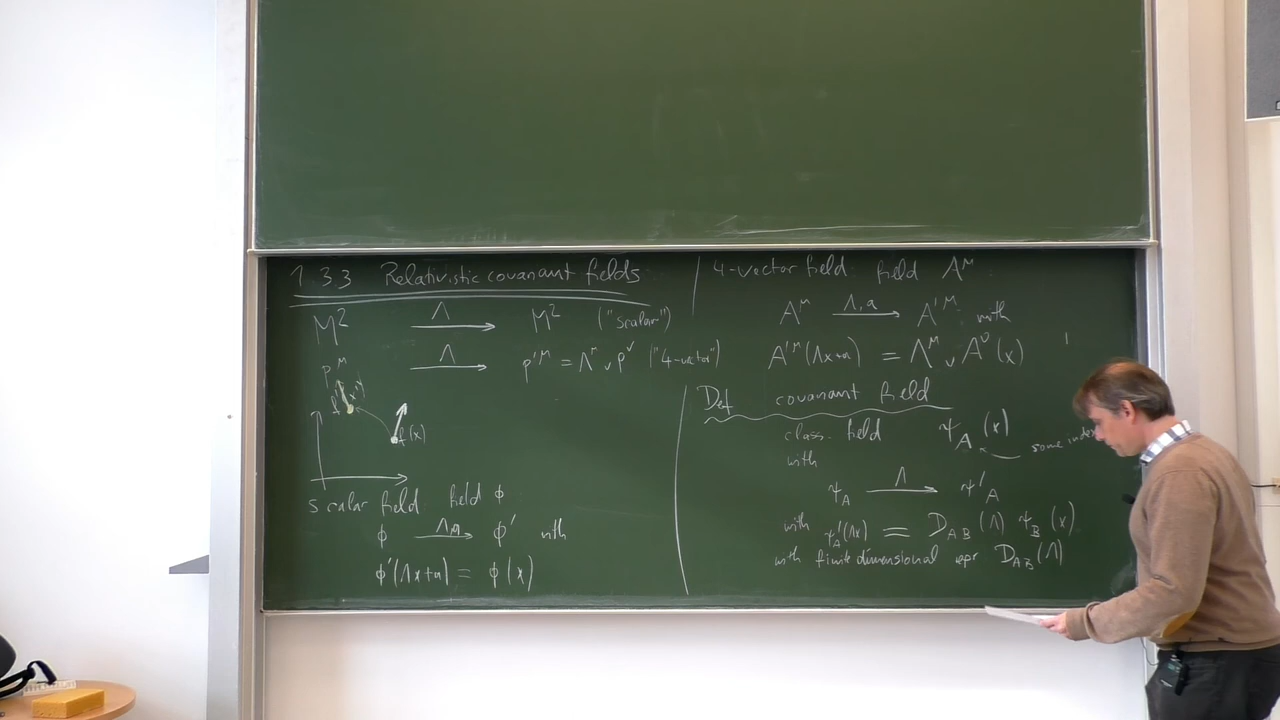 1.3.3 Relativistic covariant fields
M² —Λ→ M² ("scalar")
p^μ —Λ→ p'^μ = Λ^μ_ν p^ν ("4-vector")
f'(x')
f(x)
scalar field: field ϕ
ϕ —Λ,a→ ϕ' with
ϕ'(Λx+a) = ϕ(x)
4-vector field: field A^μ
A^μ —Λ,a→ A'^μ with
A'^μ(Λx+a) = Λ^μ_ν A^ν(x)
Def covariant field
class. field ψ_A(x) some index
with
ψ_A —Λ→ ψ'_A
with ψ'_A(Λx) = D_AB(Λ) ψ_B(x)
with finite dimensional repr D_AB(Λ)